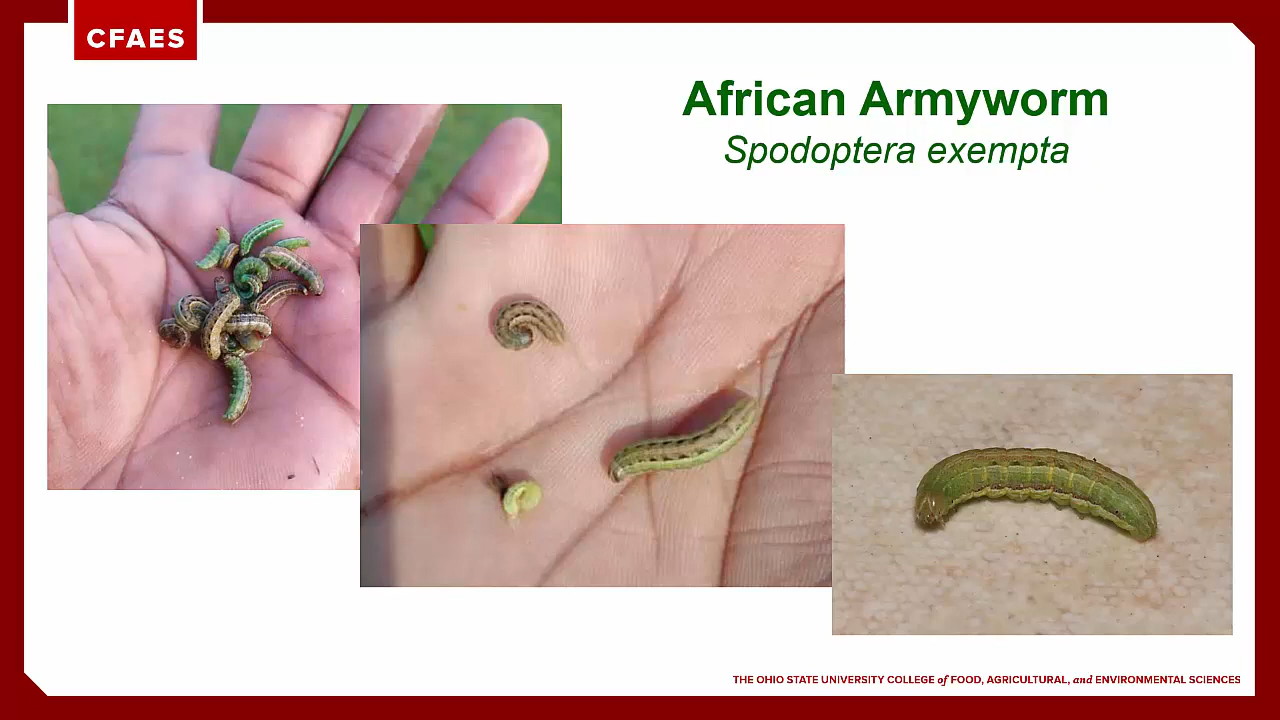 CFAES
African Armyworm
Spodoptera exempta
THE OHIO STATE UNIVERSITY COLLEGE of FOOD, AGRICULTURAL, and ENVIRONMENTAL SCIENCES